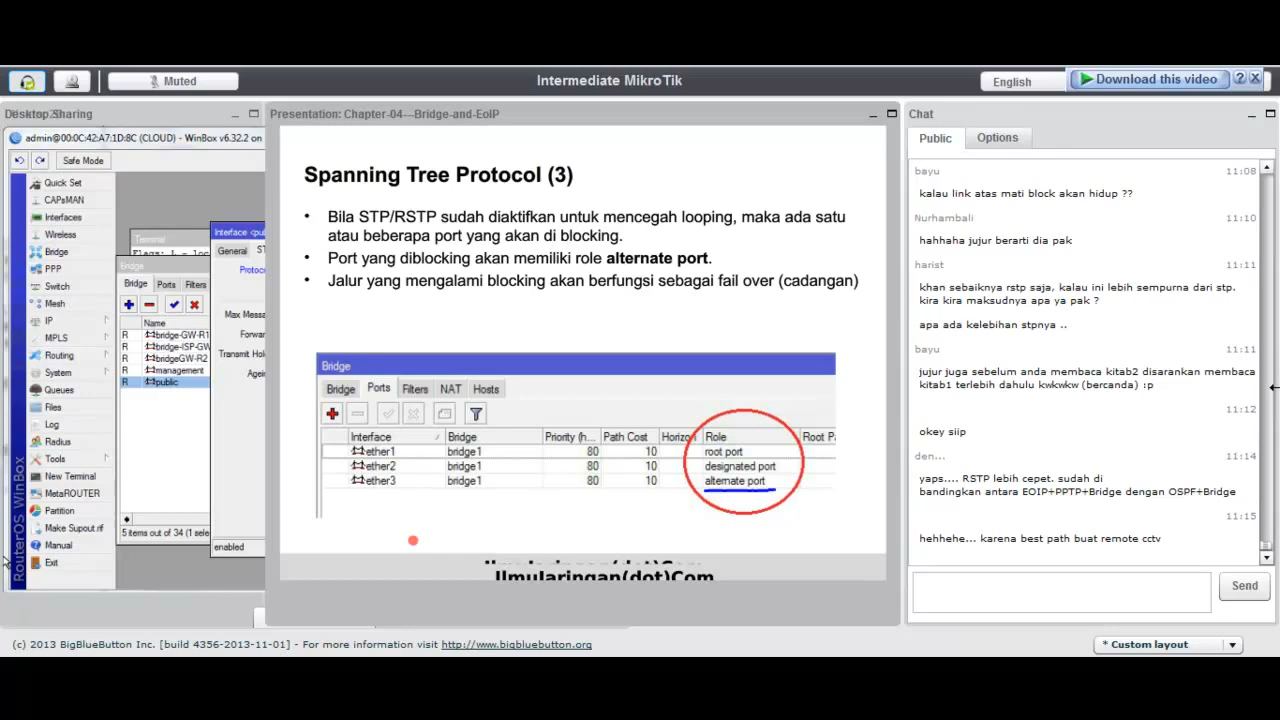 Muted
Intermediate MikroTik
English
Download this video
Desktop Sharing
admin@00:0C:42:A7:1D:8C (CLOUD) - WinBox v6.32.2 on
Safe Mode
Quick Set
CAPsMAN
Interfaces
Wireless
Bridge
PPP
Switch
Mesh
IP
MPLS
Routing
System
Queues
Files
Log
Radius
Tools
New Terminal
MetaROUTER
Partition
Make Supout.rif
Manual
Exit
RouterOS WinBox
Terminal
Bridge
Bridge Ports Filters
Name
R bridge-GW-R1
R bridge-ISP-GW
R bridgeGW-R2
R management
R public
5 items out of 34 (1 sele
Interface <pu
General
Protoc
Max Messa
Forwar
Transmit Hol
Agei
enabled
Presentation: Chapter-04---Bridge-and-EoIP
Spanning Tree Protocol (3)
• Bila STP/RSTP sudah diaktifkan untuk mencegah looping, maka ada satu
atau beberapa port yang akan di blocking.
• Port yang diblocking akan memiliki role alternate port.
• Jalur yang mengalami blocking akan berfungsi sebagai fail over (cadangan)
Bridge
Bridge Ports Filters NAT Hosts
Interface Bridge Priority (h... Path Cost Horizon Role Root Pa
ether1 bridge1 80 10 root port
ether2 bridge1 80 10 designated port
ether3 bridge1 80 10 alternate port
Ilmujaringan(dot)Com
Chat
Public Options
bayu 11:08
kalau link atas mati block akan hidup ??
Nurhambali 11:10
hahhaha jujur berarti dia pak
harist 11:11
khan sebaiknya rstp saja, kalau ini lebih sempurna dari stp.
kira kira maksudnya apa ya pak ?
apa ada kelebihan stpnya ..
bayu 11:11
jujur juga sebelum anda membaca kitab2 disarankan membaca
kitab1 terlebih dahulu kwkwkw (bercanda) :p
11:12
okey siip
den... 11:14
yaps.... RSTP lebih cepet. sudah di
bandingkan antara EOIP+PPTP+Bridge dengan OSPF+Bridge
11:15
hehhehe... karena best path buat remote cctv
Send
(c) 2013 BigBlueButton Inc. [build 4356-2013-11-01] - For more information visit http://www.bigbluebutton.org
* Custom layout